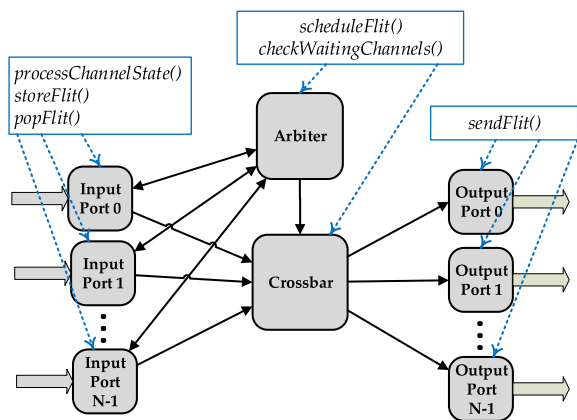 scheduleFlit()
checkWaitingChannels()
processChannelState()
storeFlit()
popFlit()
sendFlit()
Arbiter
Input
Port 0
Output
Port 0
Input
Port 1
Crossbar
Output
Port 1
Input
Port
N-1
Output
Port
N-1